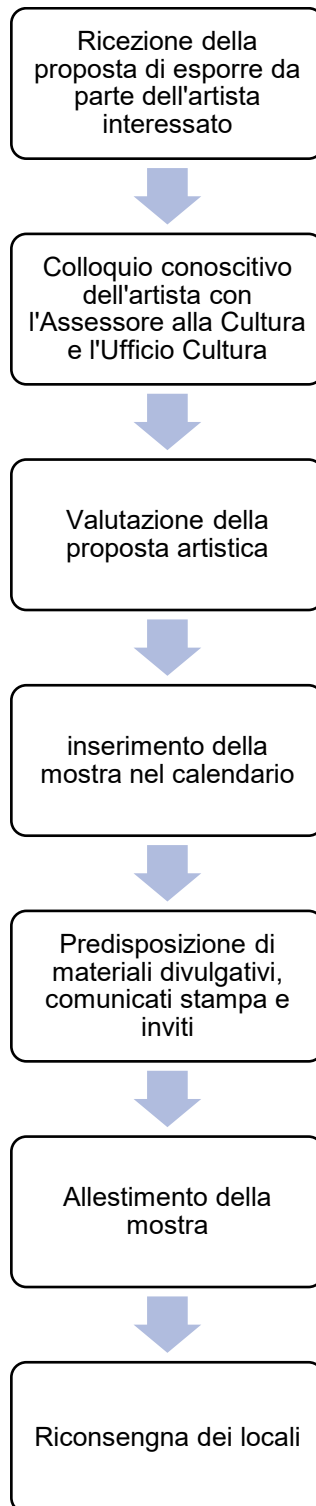 Ricezione della
proposta di esporre da
parte dell'artista
interessato
Colloquio conoscitivo
dell'artista con
l'Assessore alla Cultura
e l'Ufficio Cultura
Valutazione della
proposta artistica
inserimento della
mostra nel calendario
Predisposizione di
materiali divulgativi,
comunicati stampa e
inviti
Allestimento della
mostra
Riconsengna dei locali